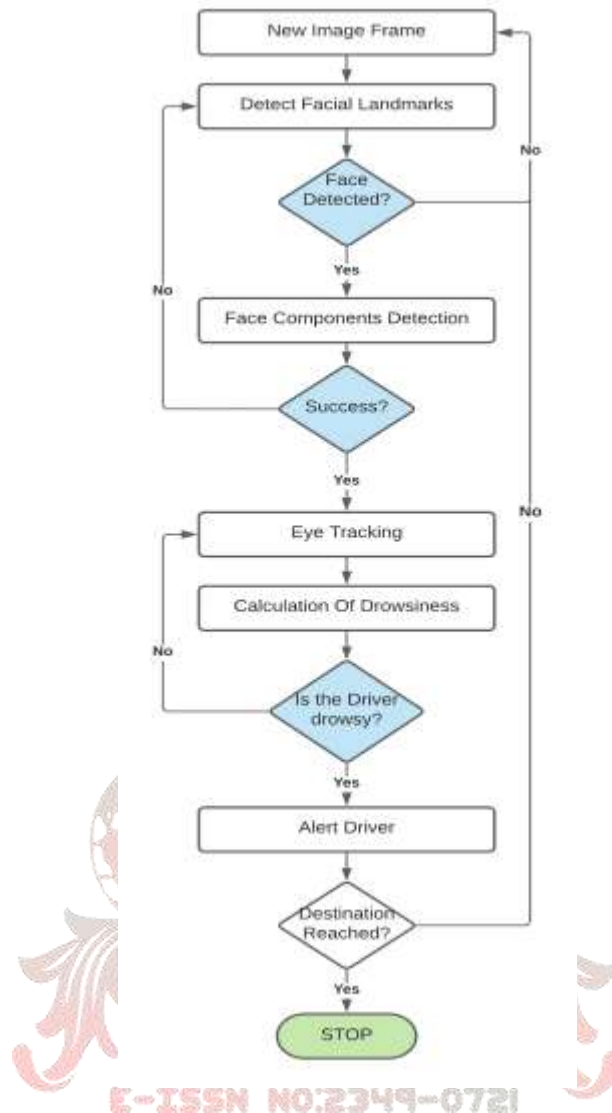 New Image Frame
Detect Facial Landmarks
No
Face
Detected?
Yes
No
Face Components Detection
Success?
Yes
No
Eye Tracking
Calculation Of Drowsiness
No
Is the Driver
drowsy?
Yes
Alert Driver
Destination
Reached?
Yes
STOP
E-ISSN NO:2349-0721